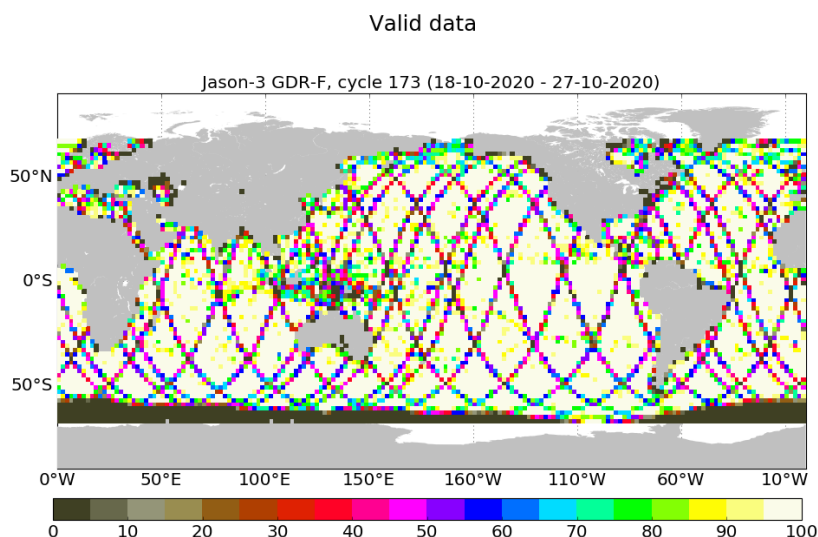 Valid data
Jason-3 GDR-F, cycle 173 (18-10-2020 - 27-10-2020)
50°N
0°S
50°S
0°W 50°E 100°E 150°E 160°W 110°W 60°W 10°W
0 10 20 30 40 50 60 70 80 90 100